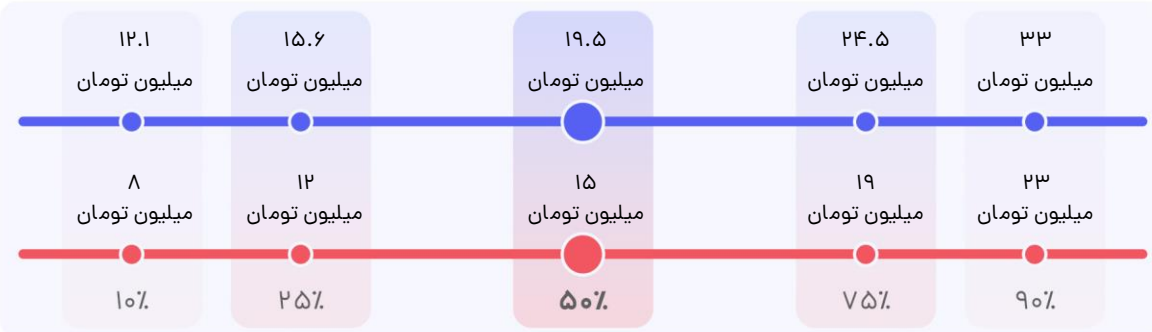 ۱۲.۱
میلیون تومان
۱۵.۶
میلیون تومان
۱۹.۵
میلیون تومان
۲۴.۵
میلیون تومان
۳۳
میلیون تومان
۸
میلیون تومان
۱۲
میلیون تومان
۱۵
میلیون تومان
۱۹
میلیون تومان
۲۳
میلیون تومان
۱۰٪
۲۵٪
۵۰٪
۷۵٪
۹۰٪